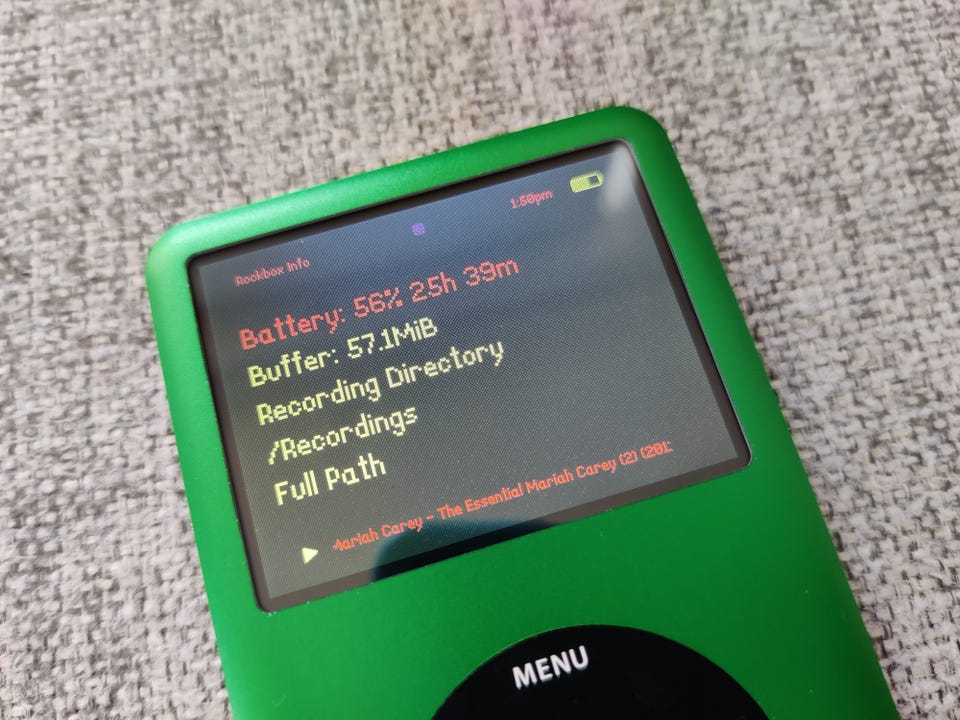 1:50pm
Rockbox Info
Battery: 56% 25h 39m
Buffer: 57.1MiB
Recording Directory
/Recordings
Full Path
Mariah Carey - The Essential Mariah Carey (2) (201
MENU